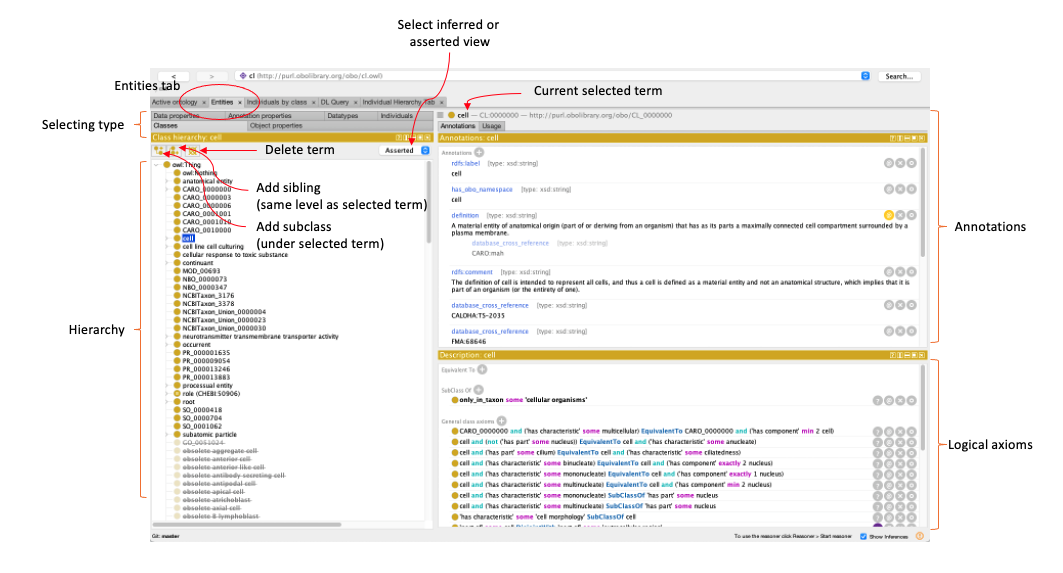 Select inferred or
asserted view
< > cl (http://purl.obolibrary.org/obo/cl.owl) Search...
Entities tab
Active ontology × Entities × Individuals by class × DL Query × Individual Hierarchy Tab ×
Current selected term
Selecting type
Data properties Annotation properties Datatypes Individuals
Classes Object properties
cell — CL:0000000 — http://purl.obolibrary.org/obo/CL_0000000
Annotations Usage
Class hierarchy: cell
Delete term
Asserted
Add sibling
(same level as selected term)
Add subclass
(under selected term)
Hierarchy
owl:Thing
owl:Nothing
anatomical entity
CARO_0000000
CARO_0000003
CARO_0000006
CARO_0001001
CARO_0001010
CARO_0010000
cell
cell line cell culturing
cellular response to toxic substance
continuant
MOD_00693
NBO_0000073
NBO_0000347
NCBITaxon_3176
NCBITaxon_3378
NCBITaxon_Union_0000004
NCBITaxon_Union_0000023
NCBITaxon_Union_0000030
neurotransmitter transmembrane transporter activity
occurrent
PR_000001635
PR_000009054
PR_000013246
PR_000013883
processual entity
role (CHEBI:50906)
root
SO_0000418
SO_0000704
SO_0001062
subatomic particle
GO_0051024
obsolete aggregate cell
obsolete anterior cell
obsolete anterior like cell
obsolete antibody secreting cell
obsolete antipodal cell
obsolete apical cell
obsolete atrichoblast
obsolete axial cell
obsolete B lymphoblast
Annotations: cell
Annotations
rdfs:label [type: xsd:string]
cell
has_obo_namespace [type: xsd:string]
cell
definition [type: xsd:string]
A material entity of anatomical origin (part of or deriving from an organism) that has as its parts a maximally connected cell compartment surrounded by a
plasma membrane.
database_cross_reference [type: xsd:string]
CARO:mah
rdfs:comment [type: xsd:string]
The definition of cell is intended to represent all cells, and thus a cell is defined as a material entity and not an anatomical structure, which implies that it is
part of an organism (or the entirety of one).
database_cross_reference [type: xsd:string]
CALOHA:TS-2035
database_cross_reference [type: xsd:string]
FMA:68646
Annotations
Description: cell
Equivalent To
SubClass Of
only_in_taxon some 'cellular organisms'
General class axioms
CARO_0000000 and ('has characteristic' some multicellular) EquivalentTo CARO_0000000 and ('has component' min 2 cell)
cell and (not ('has part' some nucleus)) EquivalentTo cell and ('has characteristic' some anucleate)
cell and ('has part' some cilium) EquivalentTo cell and ('has characteristic' some ciliatedness)
cell and ('has characteristic' some binucleate) EquivalentTo cell and ('has component' exactly 2 nucleus)
cell and ('has characteristic' some mononucleate) EquivalentTo cell and ('has component' exactly 1 nucleus)
cell and ('has characteristic' some multinucleate) EquivalentTo cell and ('has component' min 2 nucleus)
cell and ('has characteristic' some mononucleate) SubClassOf 'has part' some nucleus
cell and ('has characteristic' some multinucleate) SubClassOf 'has part' some nucleus
'has characteristic' some 'cell morphology' SubClassOf cell
Logical axioms
Git: master
To use the reasoner click Reasoner > Start reasoner Show Inferences